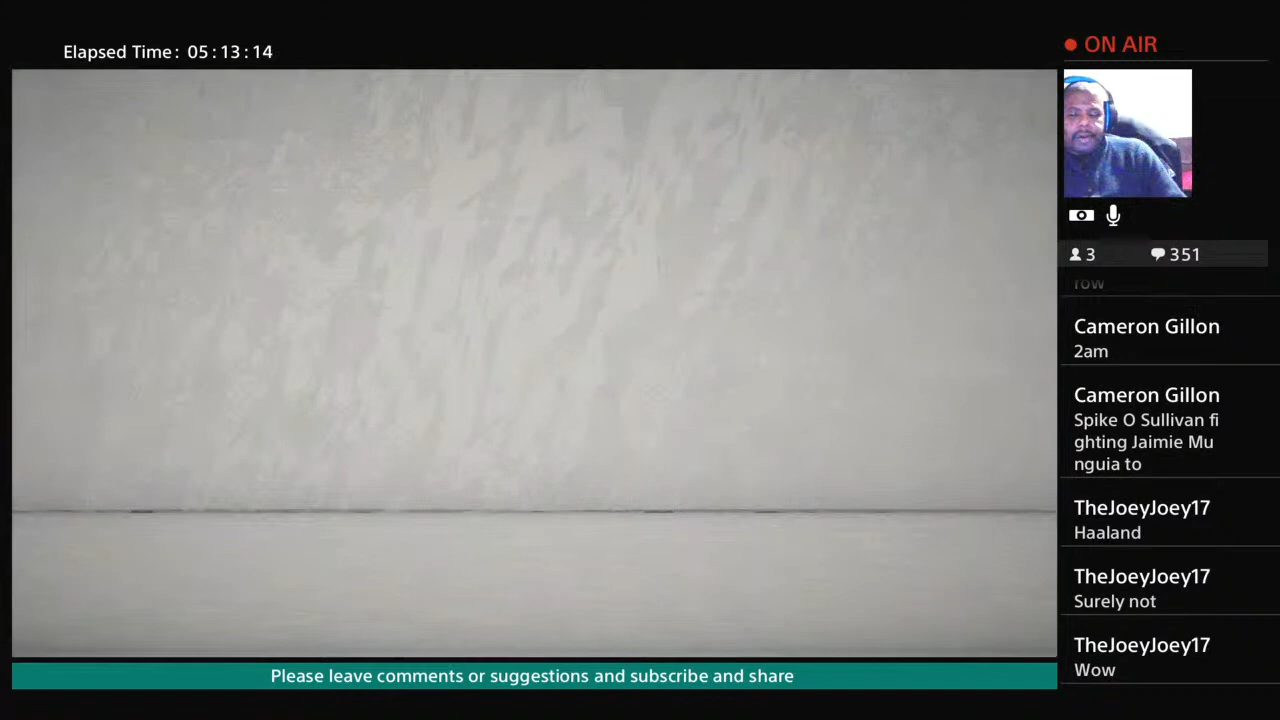 Elapsed Time: 05:13:14
ON AIR
3
351
row
Cameron Gillon
2am
Cameron Gillon
Spike O Sullivan fi
ghting Jaimie Mu
nguia to
TheJoeyJoey17
Haaland
TheJoeyJoey17
Surely not
TheJoeyJoey17
Wow
Please leave comments or suggestions and subscribe and share